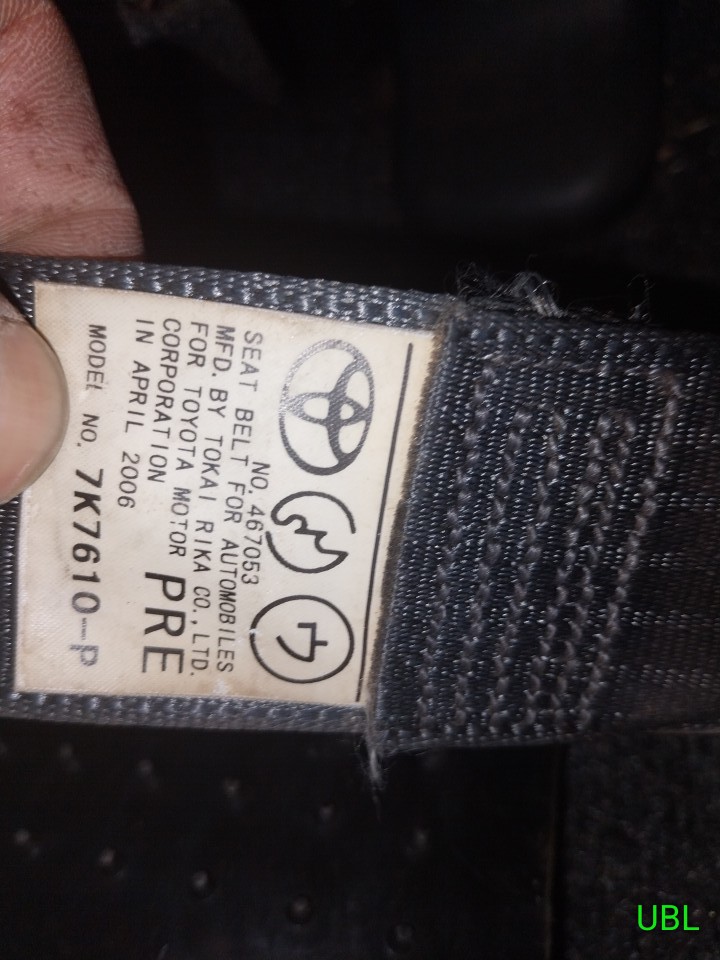 ウ
NO. 467053
SEAT BELT FOR AUTOMOBILES
MFD. BY TOKAI RIKA CO., LTD.
FOR TOYOTA MOTOR
CORPORATION PRE
IN APRIL 2006
MODEL NO. 7K7610-P
UBL